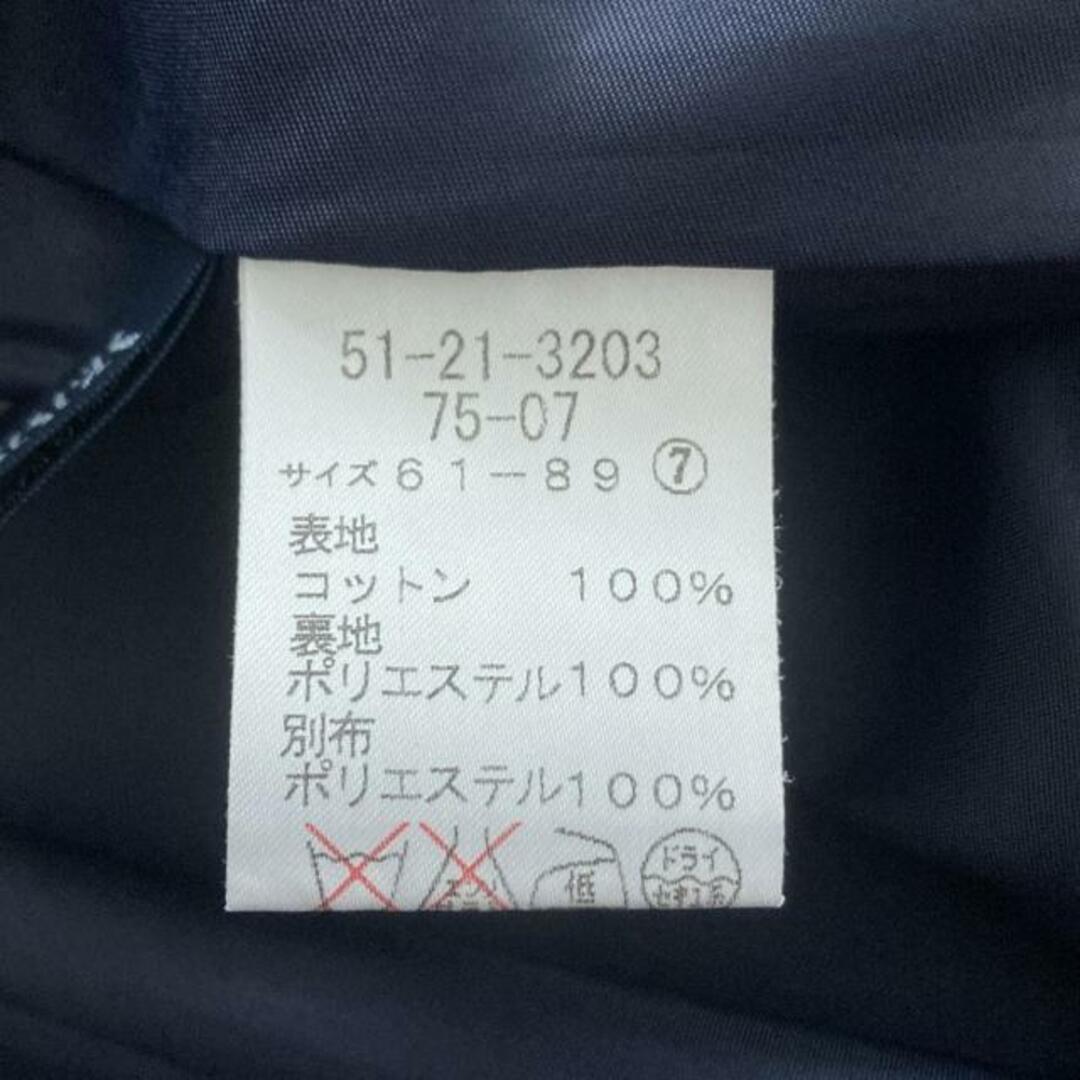 51-21-3203
75-07
サイズ 61-89 ⑦
表地
コットン 100%
裏地
ポリエステル100%
別布
ポリエステル100%
低
ドライ